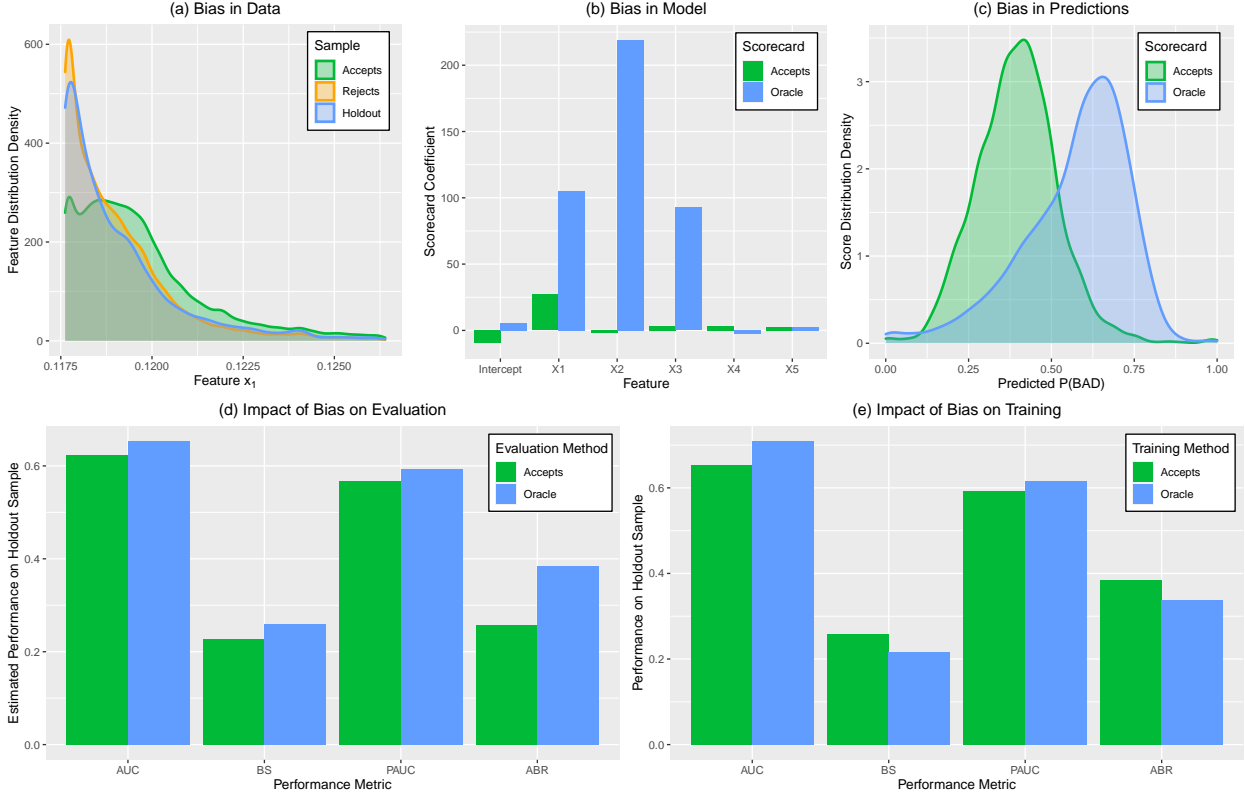 (a) Bias in Data
Feature Distribution Density
600
400
200
0
Sample
Accepts
Rejects
Holdout
0.1175 0.1200 0.1225 0.1250
Feature x₁
(b) Bias in Model
Scorecard Coefficient
200
150
100
50
0
Scorecard
Accepts
Oracle
Intercept X1 X2 X3 X4 X5
Feature
(c) Bias in Predictions
Score Distribution Density
3
2
1
0
Scorecard
Accepts
Oracle
0.00 0.25 0.50 0.75 1.00
Predicted P(BAD)
(d) Impact of Bias on Evaluation
Estimated Performance on Holdout Sample
0.6
0.4
0.2
0.0
Evaluation Method
Accepts
Oracle
AUC BS PAUC ABR
Performance Metric
(e) Impact of Bias on Training
Performance on Holdout Sample
0.6
0.4
0.2
0.0
Training Method
Accepts
Oracle
AUC BS PAUC ABR
Performance Metric